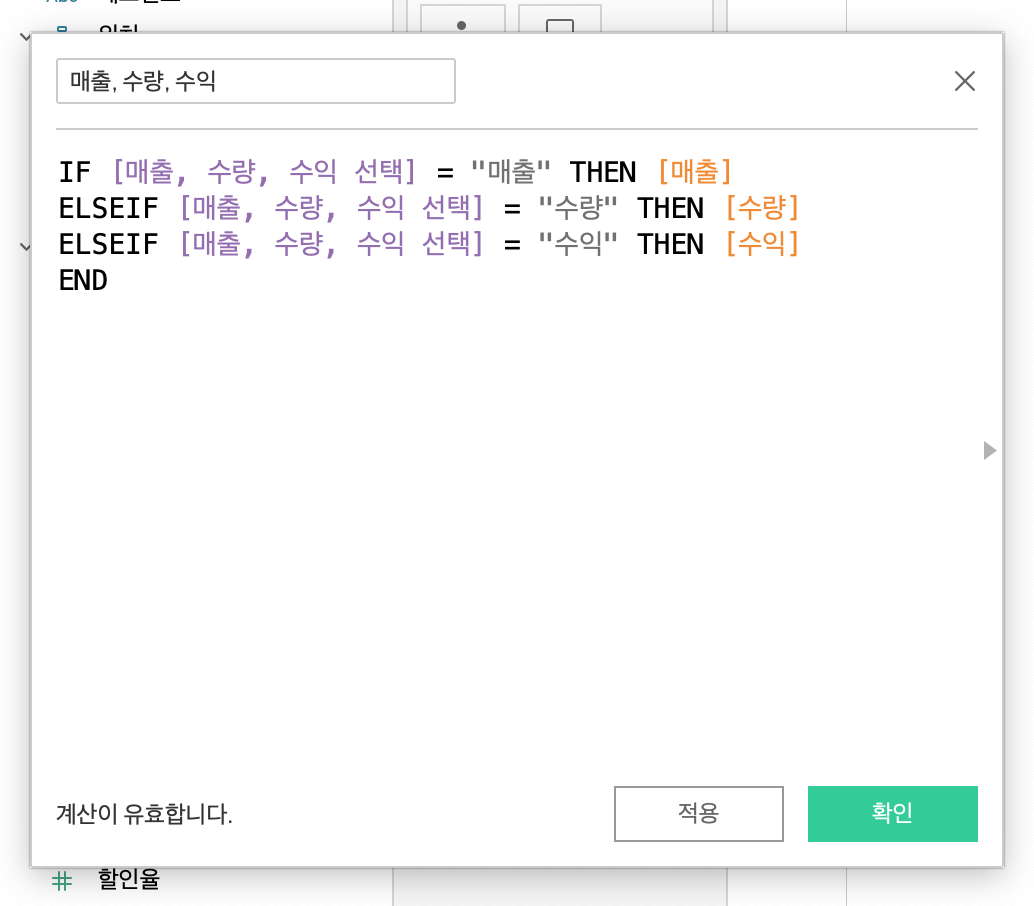 매출, 수량, 수익
IF [매출, 수량, 수익 선택] = "매출" THEN [매출]
ELSEIF [매출, 수량, 수익 선택] = "수량" THEN [수량]
ELSEIF [매출, 수량, 수익 선택] = "수익" THEN [수익]
END
계산이 유효합니다.
적용
확인
할인율